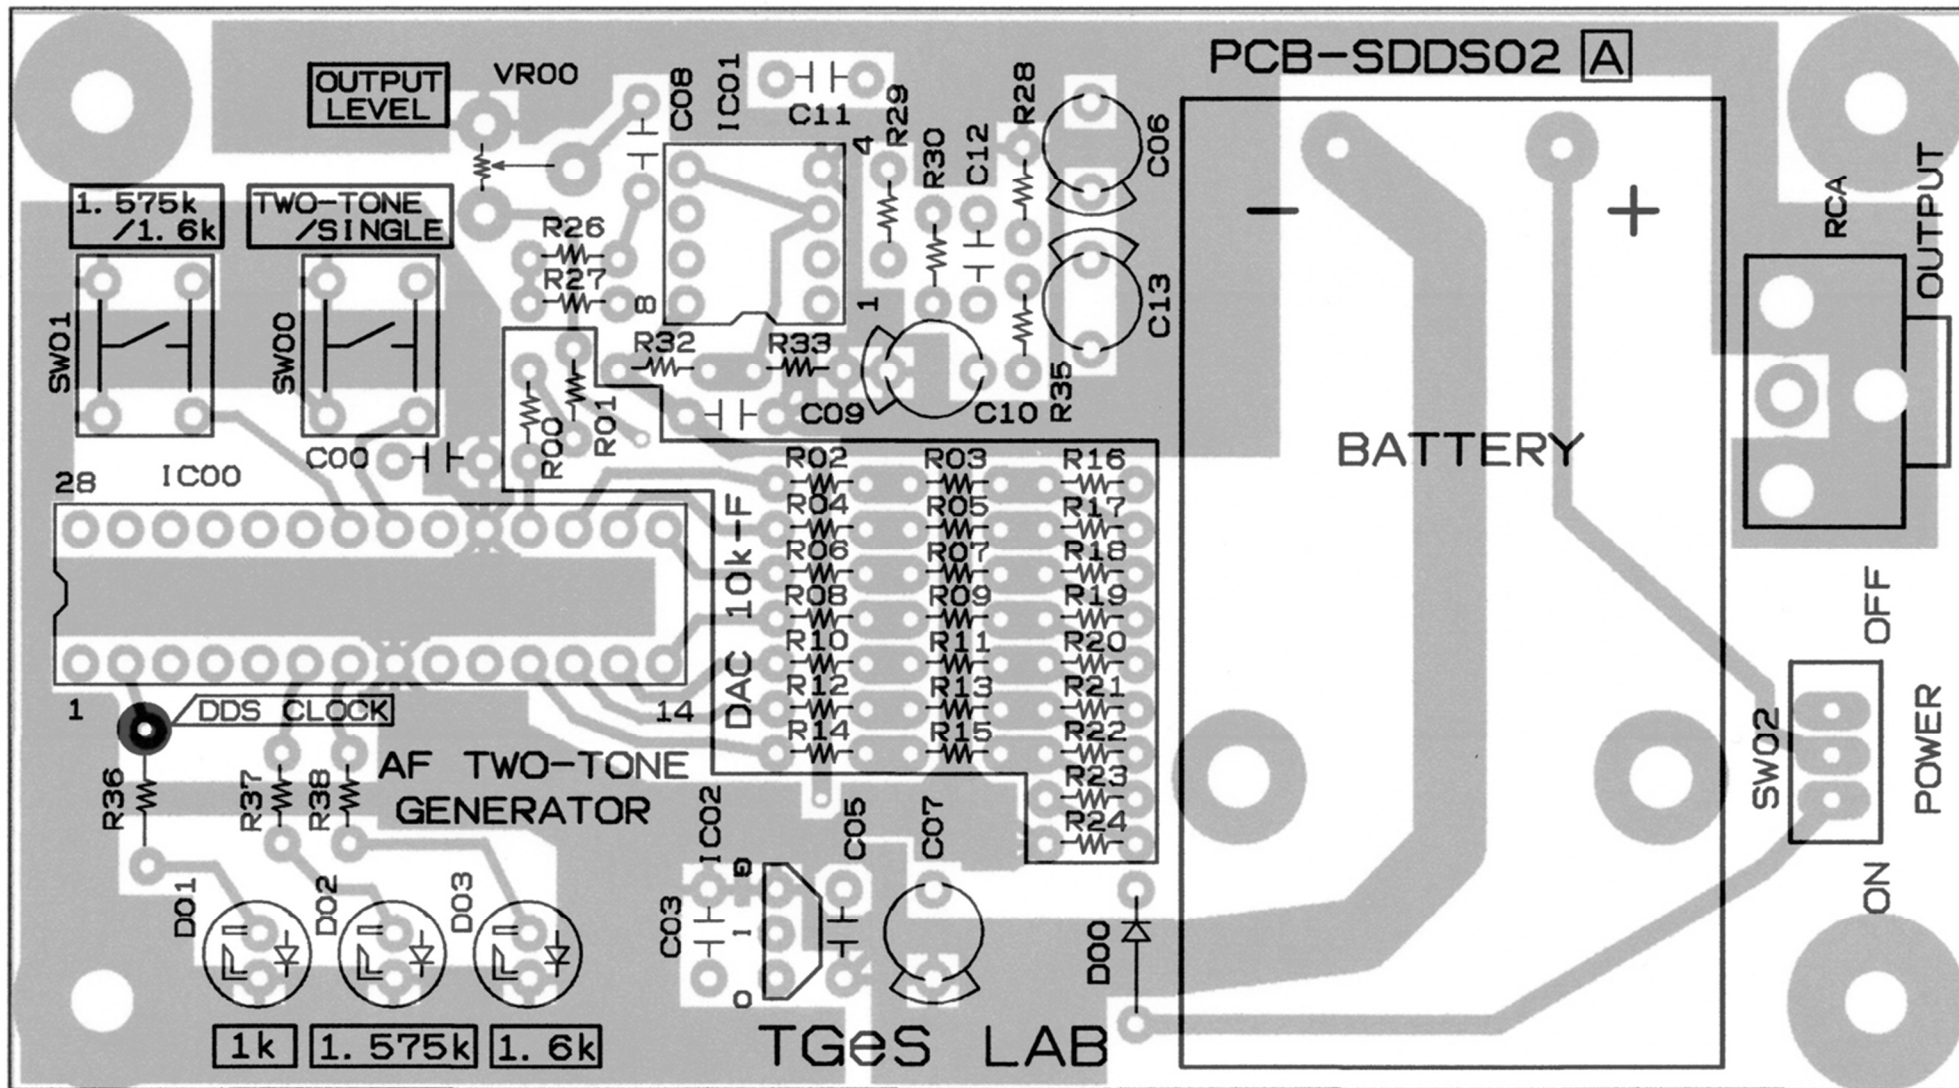 PCB-SDDS02 A
OUTPUT
LEVEL
VR00
C08
IC01
C11
R29
R28
R30
C12
C06
4
1.575k
/1.6k
TWO-TONE
/SINGLE
R26
R27
8
1
C13
SW01
SW00
R32
R33
C09
C10
R35
R00
R01
C00
IC00
28
1
14
DAC 10k-F
R02
R03
R16
R04
R05
R17
R06
R07
R18
R08
R09
R19
R10
R11
R20
R12
R13
R21
R14
R15
R22
R23
R24
DDS CLOCK
AF TWO-TONE
GENERATOR
R36
R37
R38
D01
D02
D03
1k
1.575k
1.6k
IC02
C05
C07
C03
G
I
O
D00
TGeS LAB
BATTERY
-
+
RCA
OUTPUT
OFF
SW02
POWER
ON